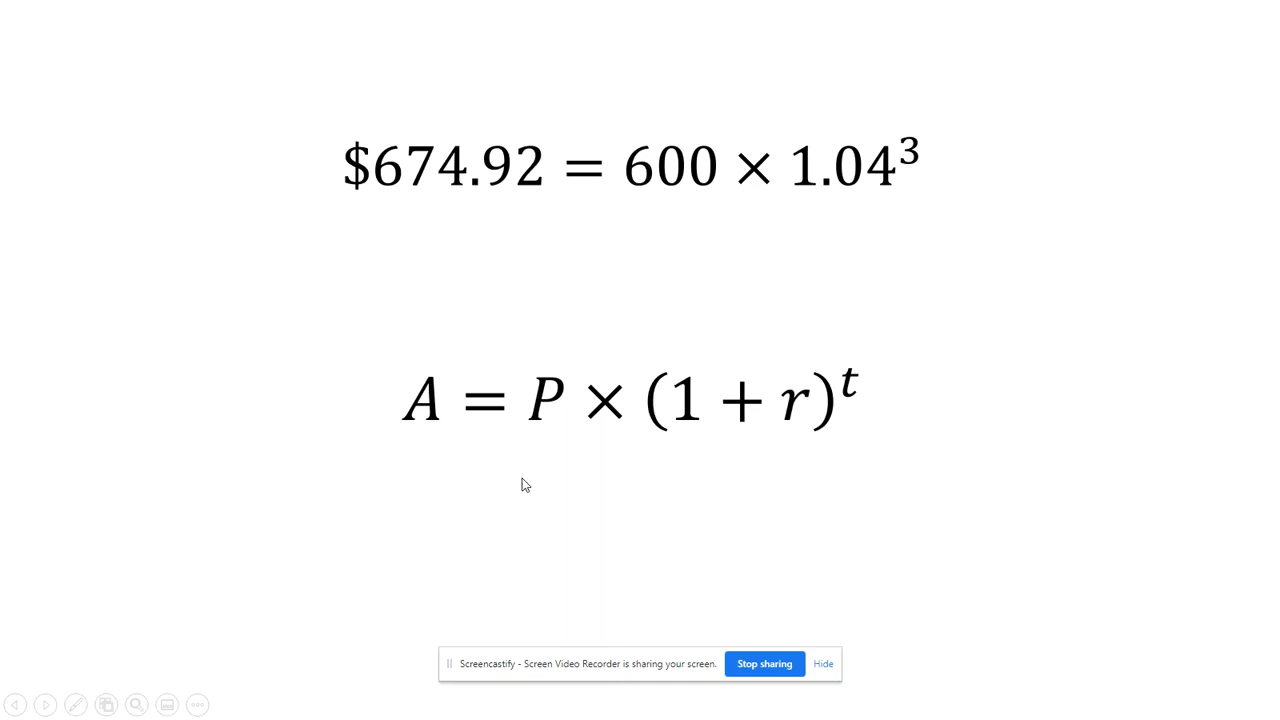 $674.92 = 600 × 1.04³
A = P × (1 + r)ᵗ
Screencastify - Screen Video Recorder is sharing your screen. Stop sharing Hide